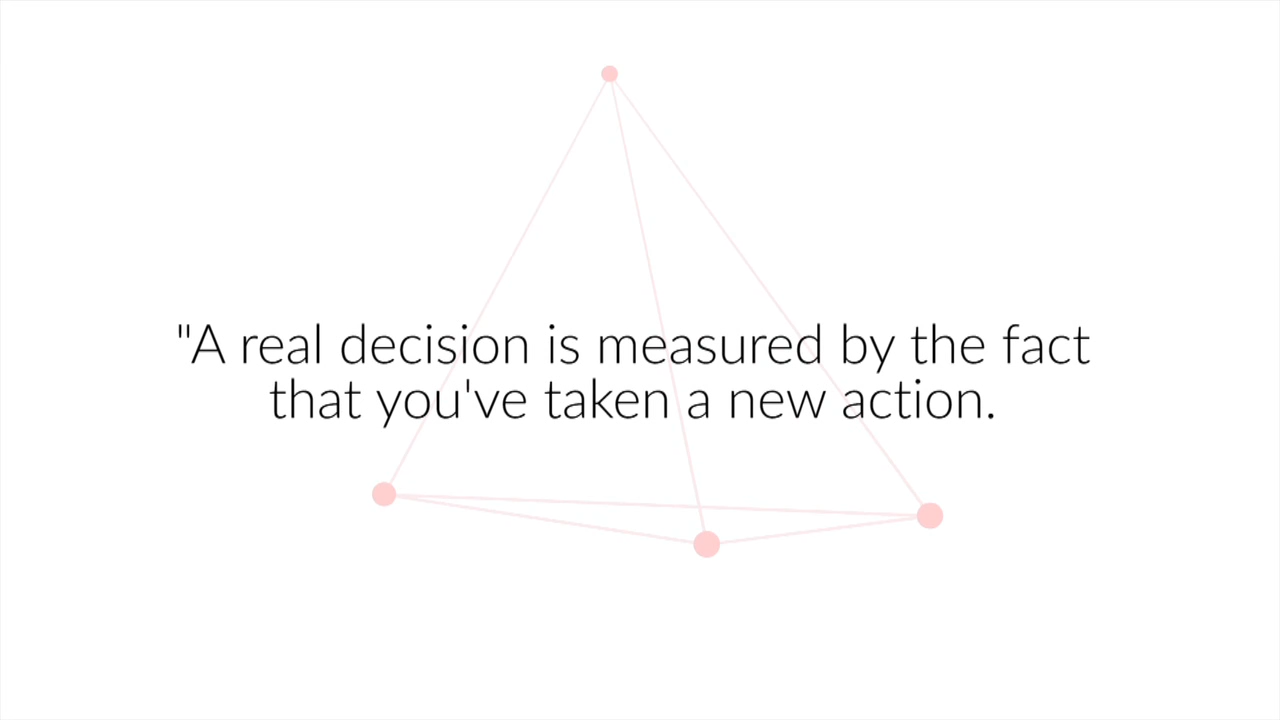 "A real decision is measured by the fact
that you've taken a new action.